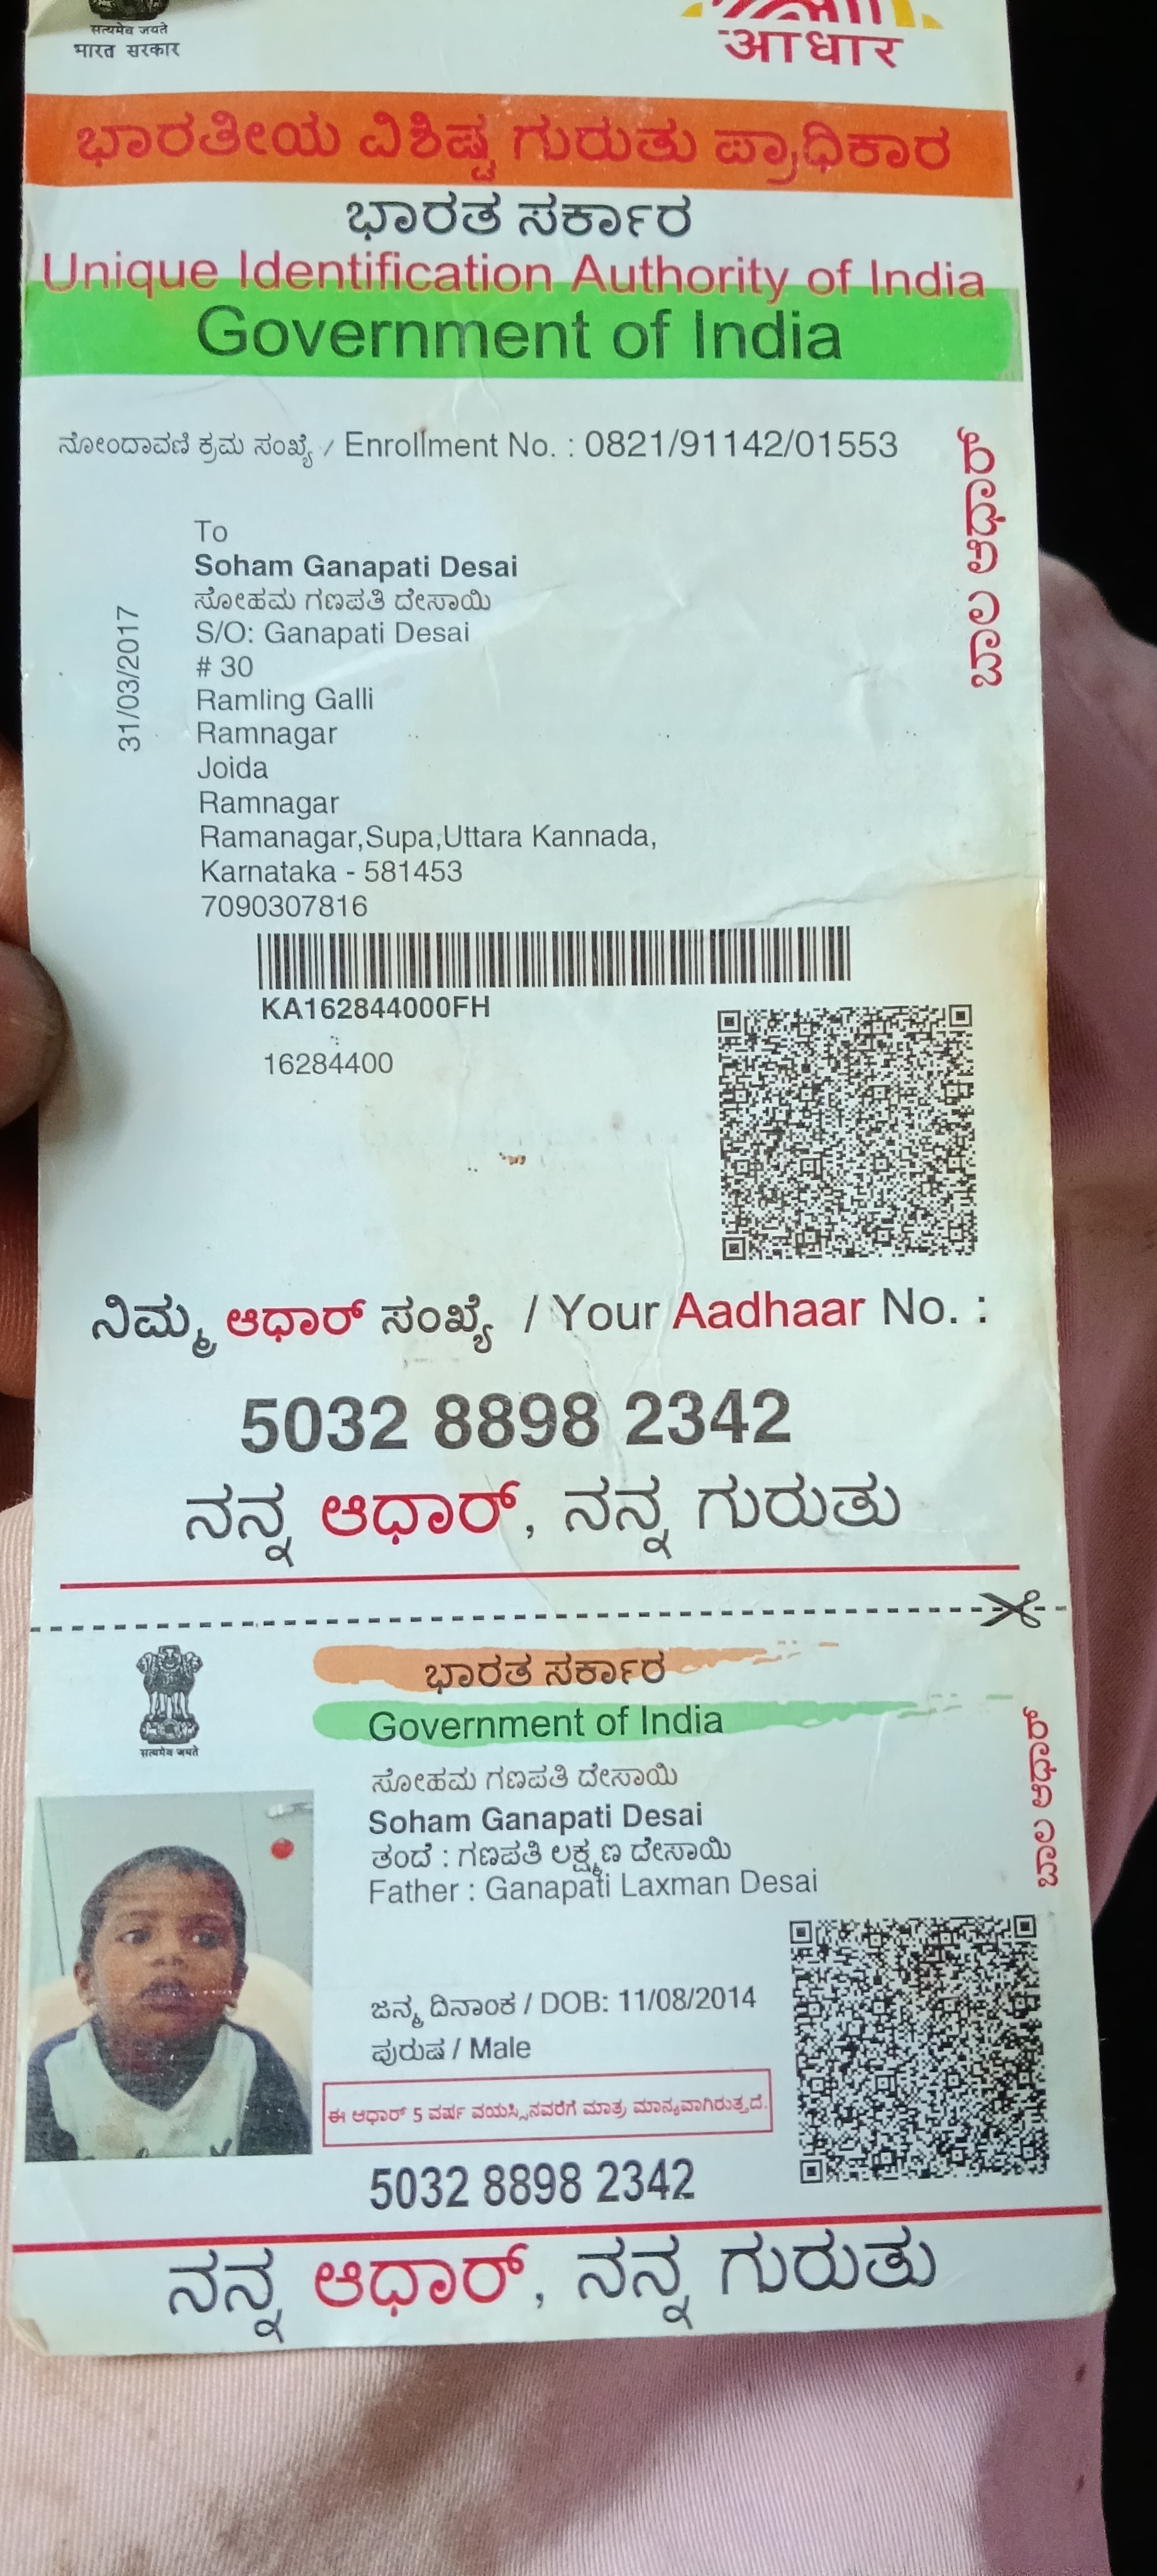 सत्यमेव जयते
भारत सरकार
आधार
ಭಾರತೀಯ ವಿಶಿಷ್ಟ ಗುರುತು ಪ್ರಾಧಿಕಾರ
ಭಾರತ ಸರ್ಕಾರ
Unique Identification Authority of India
Government of India
ನೋಂದಾವಣಿ ಕ್ರಮ ಸಂಖ್ಯೆ / Enrollment No. : 0821/91142/01553
ಬಾಲ ಆಧಾರ್
31/03/2017
To
Soham Ganapati Desai
ಸೋಹಮ ಗಣಪತಿ ದೇಸಾಯಿ
S/O: Ganapati Desai
# 30
Ramling Galli
Ramnagar
Joida
Ramnagar
Ramanagar,Supa,Uttara Kannada,
Karnataka - 581453
7090307816
KA162844000FH
16284400
ನಿಮ್ಮ ಆಧಾರ್ ಸಂಖ್ಯೆ / Your Aadhaar No. :
5032 8898 2342
ನನ್ನ ಆಧಾರ್, ನನ್ನ ಗುರುತು
सत्यमेव जयते
ಭಾರತ ಸರ್ಕಾರ
Government of India
ಬಾಲ ಆಧಾರ್
ಸೋಹಮ ಗಣಪತಿ ದೇಸಾಯಿ
Soham Ganapati Desai
ತಂದೆ : ಗಣಪತಿ ಲಕ್ಷ್ಮಣ ದೇಸಾಯಿ
Father : Ganapati Laxman Desai
ಜನ್ಮ ದಿನಾಂಕ / DOB: 11/08/2014
ಪುರುಷ / Male
ಈ ಆಧಾರ್ 5 ವರ್ಷ ವಯಸ್ಸಿನವರೆಗೆ ಮಾತ್ರ ಮಾನ್ಯವಾಗಿರುತ್ತದೆ.
5032 8898 2342
ನನ್ನ ಆಧಾರ್, ನನ್ನ ಗುರುತು